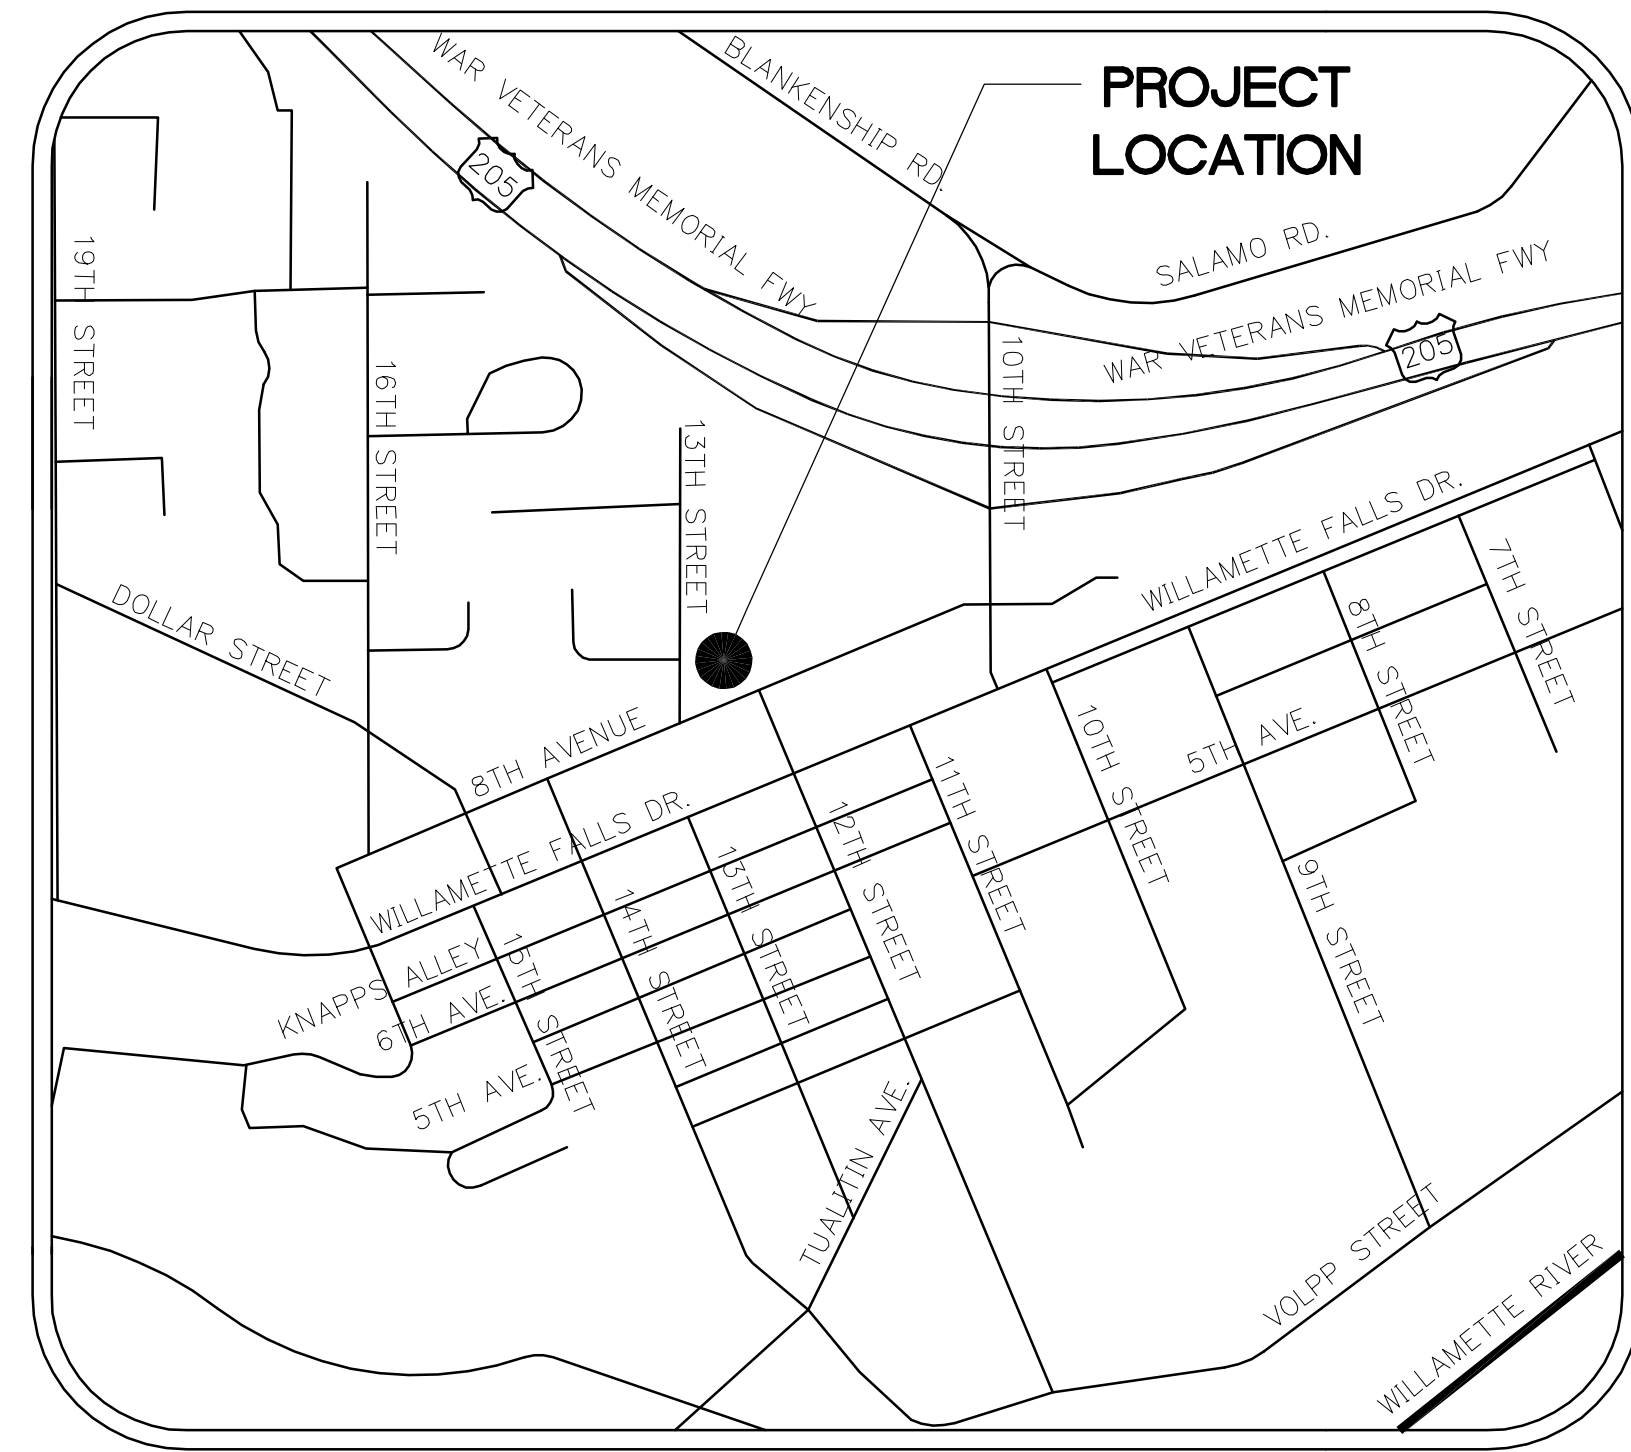 WAR VETERANS MEMORIAL FWY
BLANKENSHIP RD.
PROJECT
LOCATION
205
SALAMO RD.
WAR VETERANS MEMORIAL FWY
205
19TH STREET
16TH STREET
13TH STREET
10TH STREET
WILLAMETTE FALLS DR.
7TH STREET
8TH STREET
DOLLAR STREET
8TH AVENUE
5TH AVE.
10TH STREET
11TH STREET
WILLAMETTE FALLS DR.
12TH STREET
13TH STREET
14TH STREET
9TH STREET
KNAPPS ALLEY
15TH STREET
6TH AVE.
5TH AVE.
TUALITIN AVE.
VOLPP STREET
WILLAMETTE RIVER